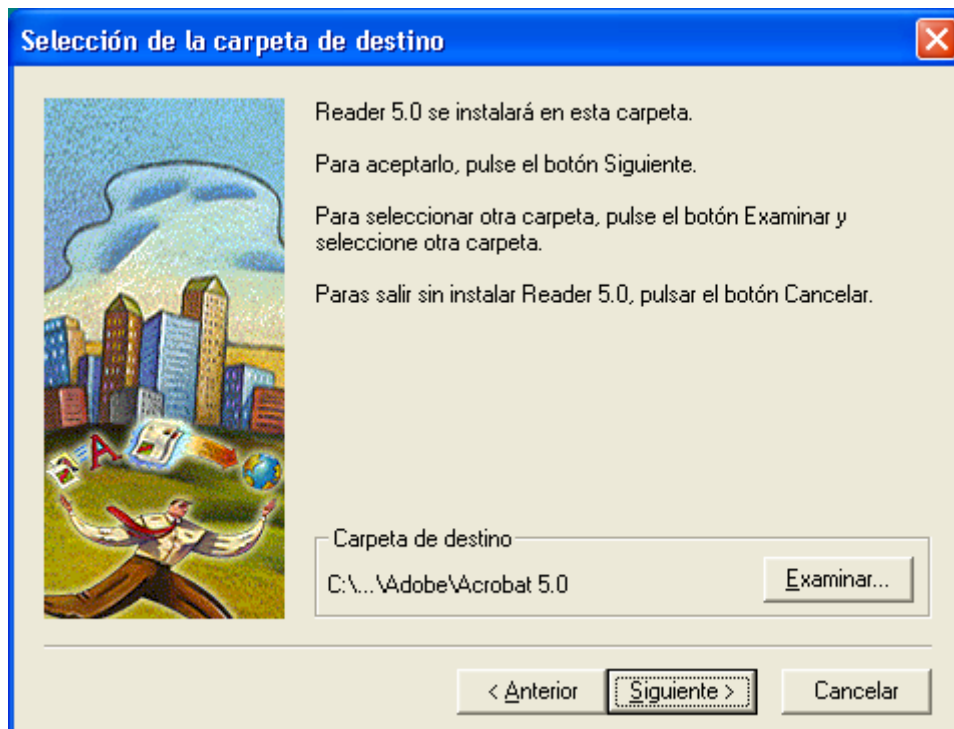 Selección de la carpeta de destino
Reader 5.0 se instalará en esta carpeta.
Para aceptarlo, pulse el botón Siguiente.
Para seleccionar otra carpeta, pulse el botón Examinar y
seleccione otra carpeta.
Paras salir sin instalar Reader 5.0, pulsar el botón Cancelar.
A
Carpeta de destino
C:\...\Adobe\Acrobat 5.0
Examinar...
< Anterior
Siguiente >
Cancelar